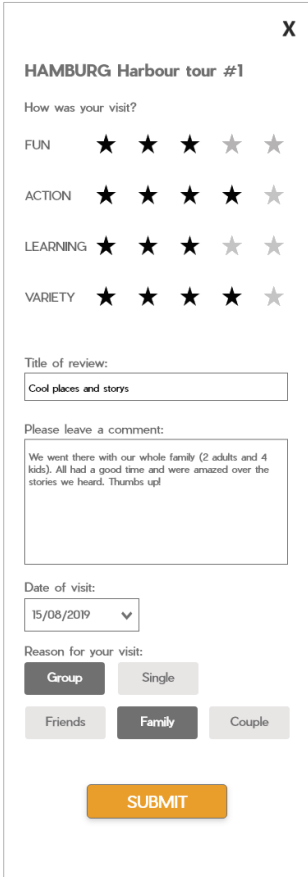 X
HAMBURG Harbour tour #1
How was your visit?
FUN
ACTION
LEARNING
VARIETY
Title of review:
Cool places and storys
Please leave a comment:
We went there with our whole family (2 adults and 4
kids). All had a good time and were amazed over the
stories we heard. Thumbs up!
Date of visit:
15/08/2019
Reason for your visit:
Group Single
Friends Family Couple
SUBMIT